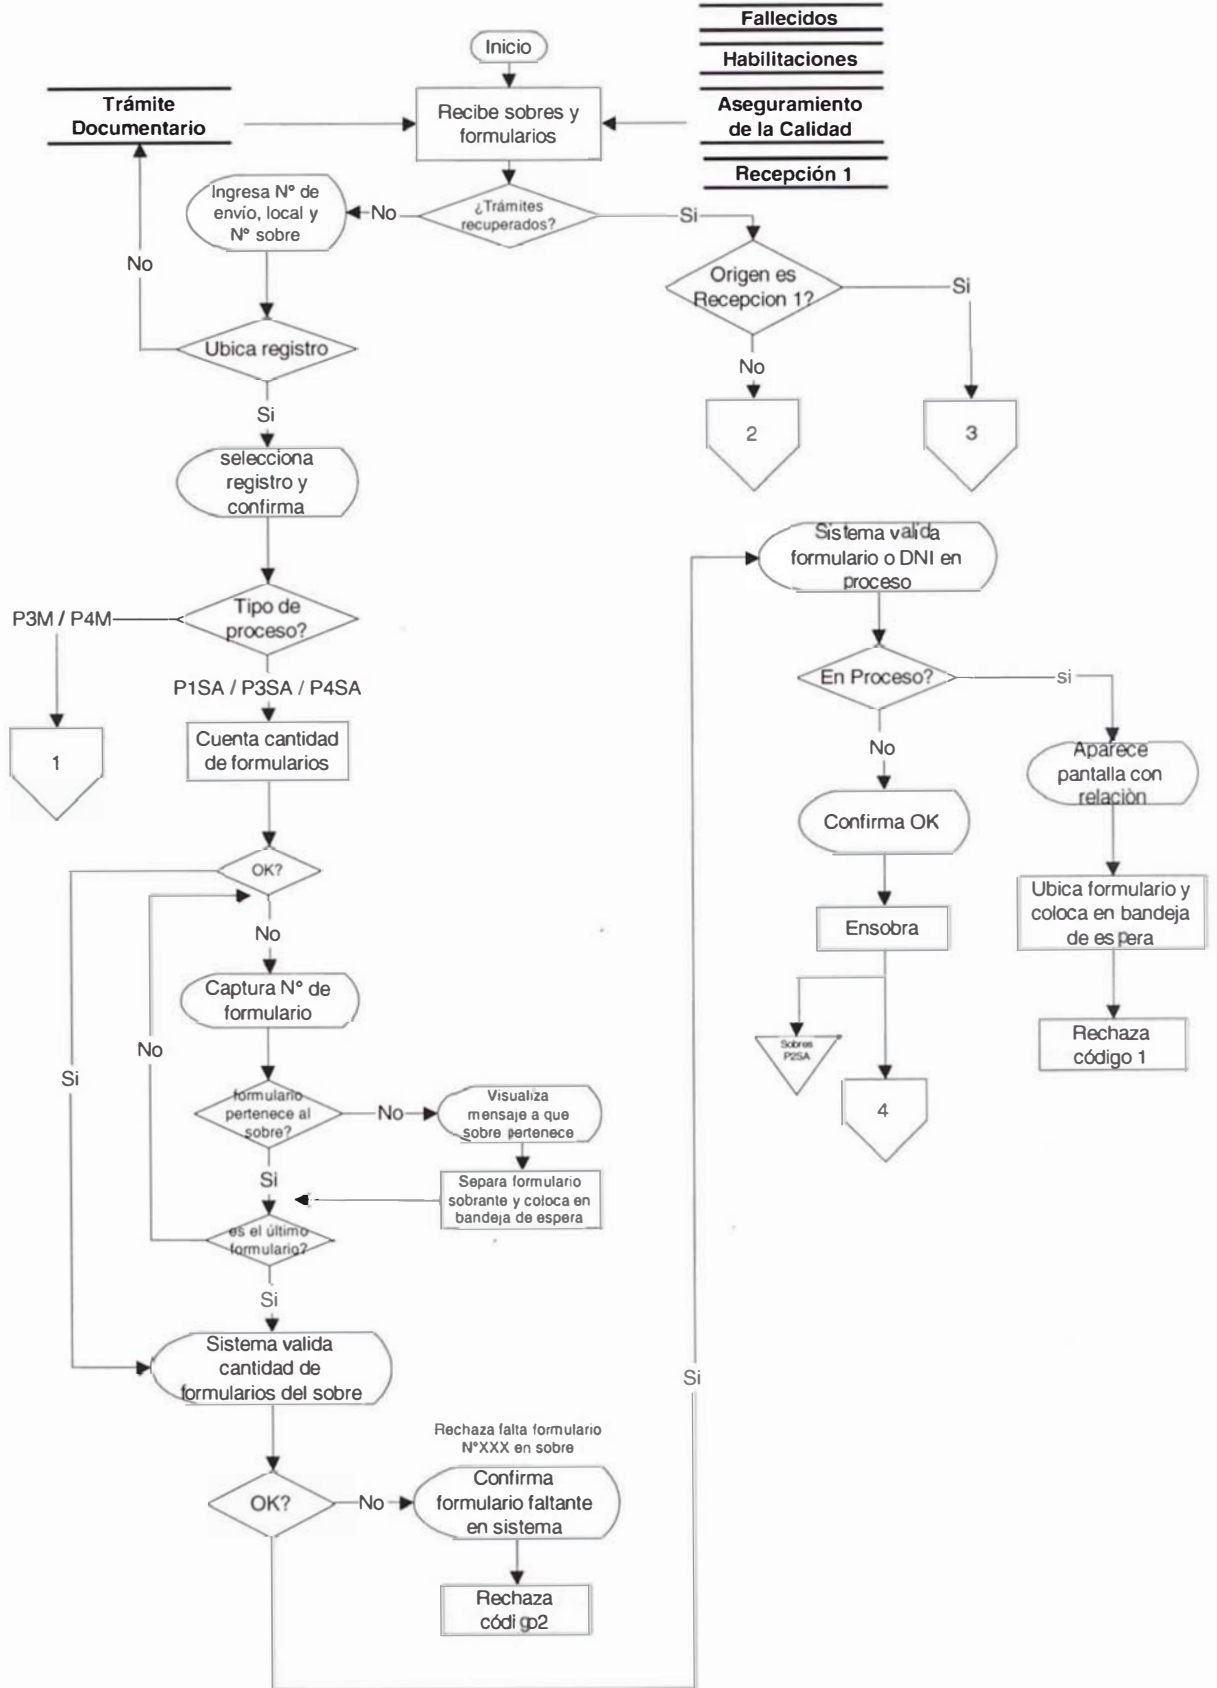 Fallecidos
Inicio
Habilitaciones
Trámite
Documentario
Recibe sobres y
formularios
Aseguramiento
de la Calidad
Recepción 1
Ingresa Nº de
envío, local y
Nº sobre
No
¿Trámites
recuperados?
Si
No
Origen es
Recepcion 1?
Si
Ubica registro
No
Si
2
3
selecciona
registro y
confirma
Sistema valida
formulario o DNI en
proceso
P3M / P4M
Tipo de
proceso?
En Proceso?
si
P1SA / P3SA / P4SA
1
Cuenta cantidad
de formularios
No
Aparece
pantalla con
relaciòn
Confirma OK
OK?
Ubica formulario y
coloca en bandeja
de espera
Ensobra
No
Captura Nº de
formulario
No
Si
Sobres
P2SA
Rechaza
código 1
formulario
pertenece al
sobre?
No
Visualiza
mensaje a que
sobre pertenece
4
Si
Separa formulario
sobrante y coloca en
bandeja de espera
es el último
formulario?
Si
Sistema valida
cantidad de
formularios del sobre
Si
Rechaza falta formulario
NºXXX en sobre
OK?
No
Confirma
formulario faltante
en sistema
Rechaza
código2